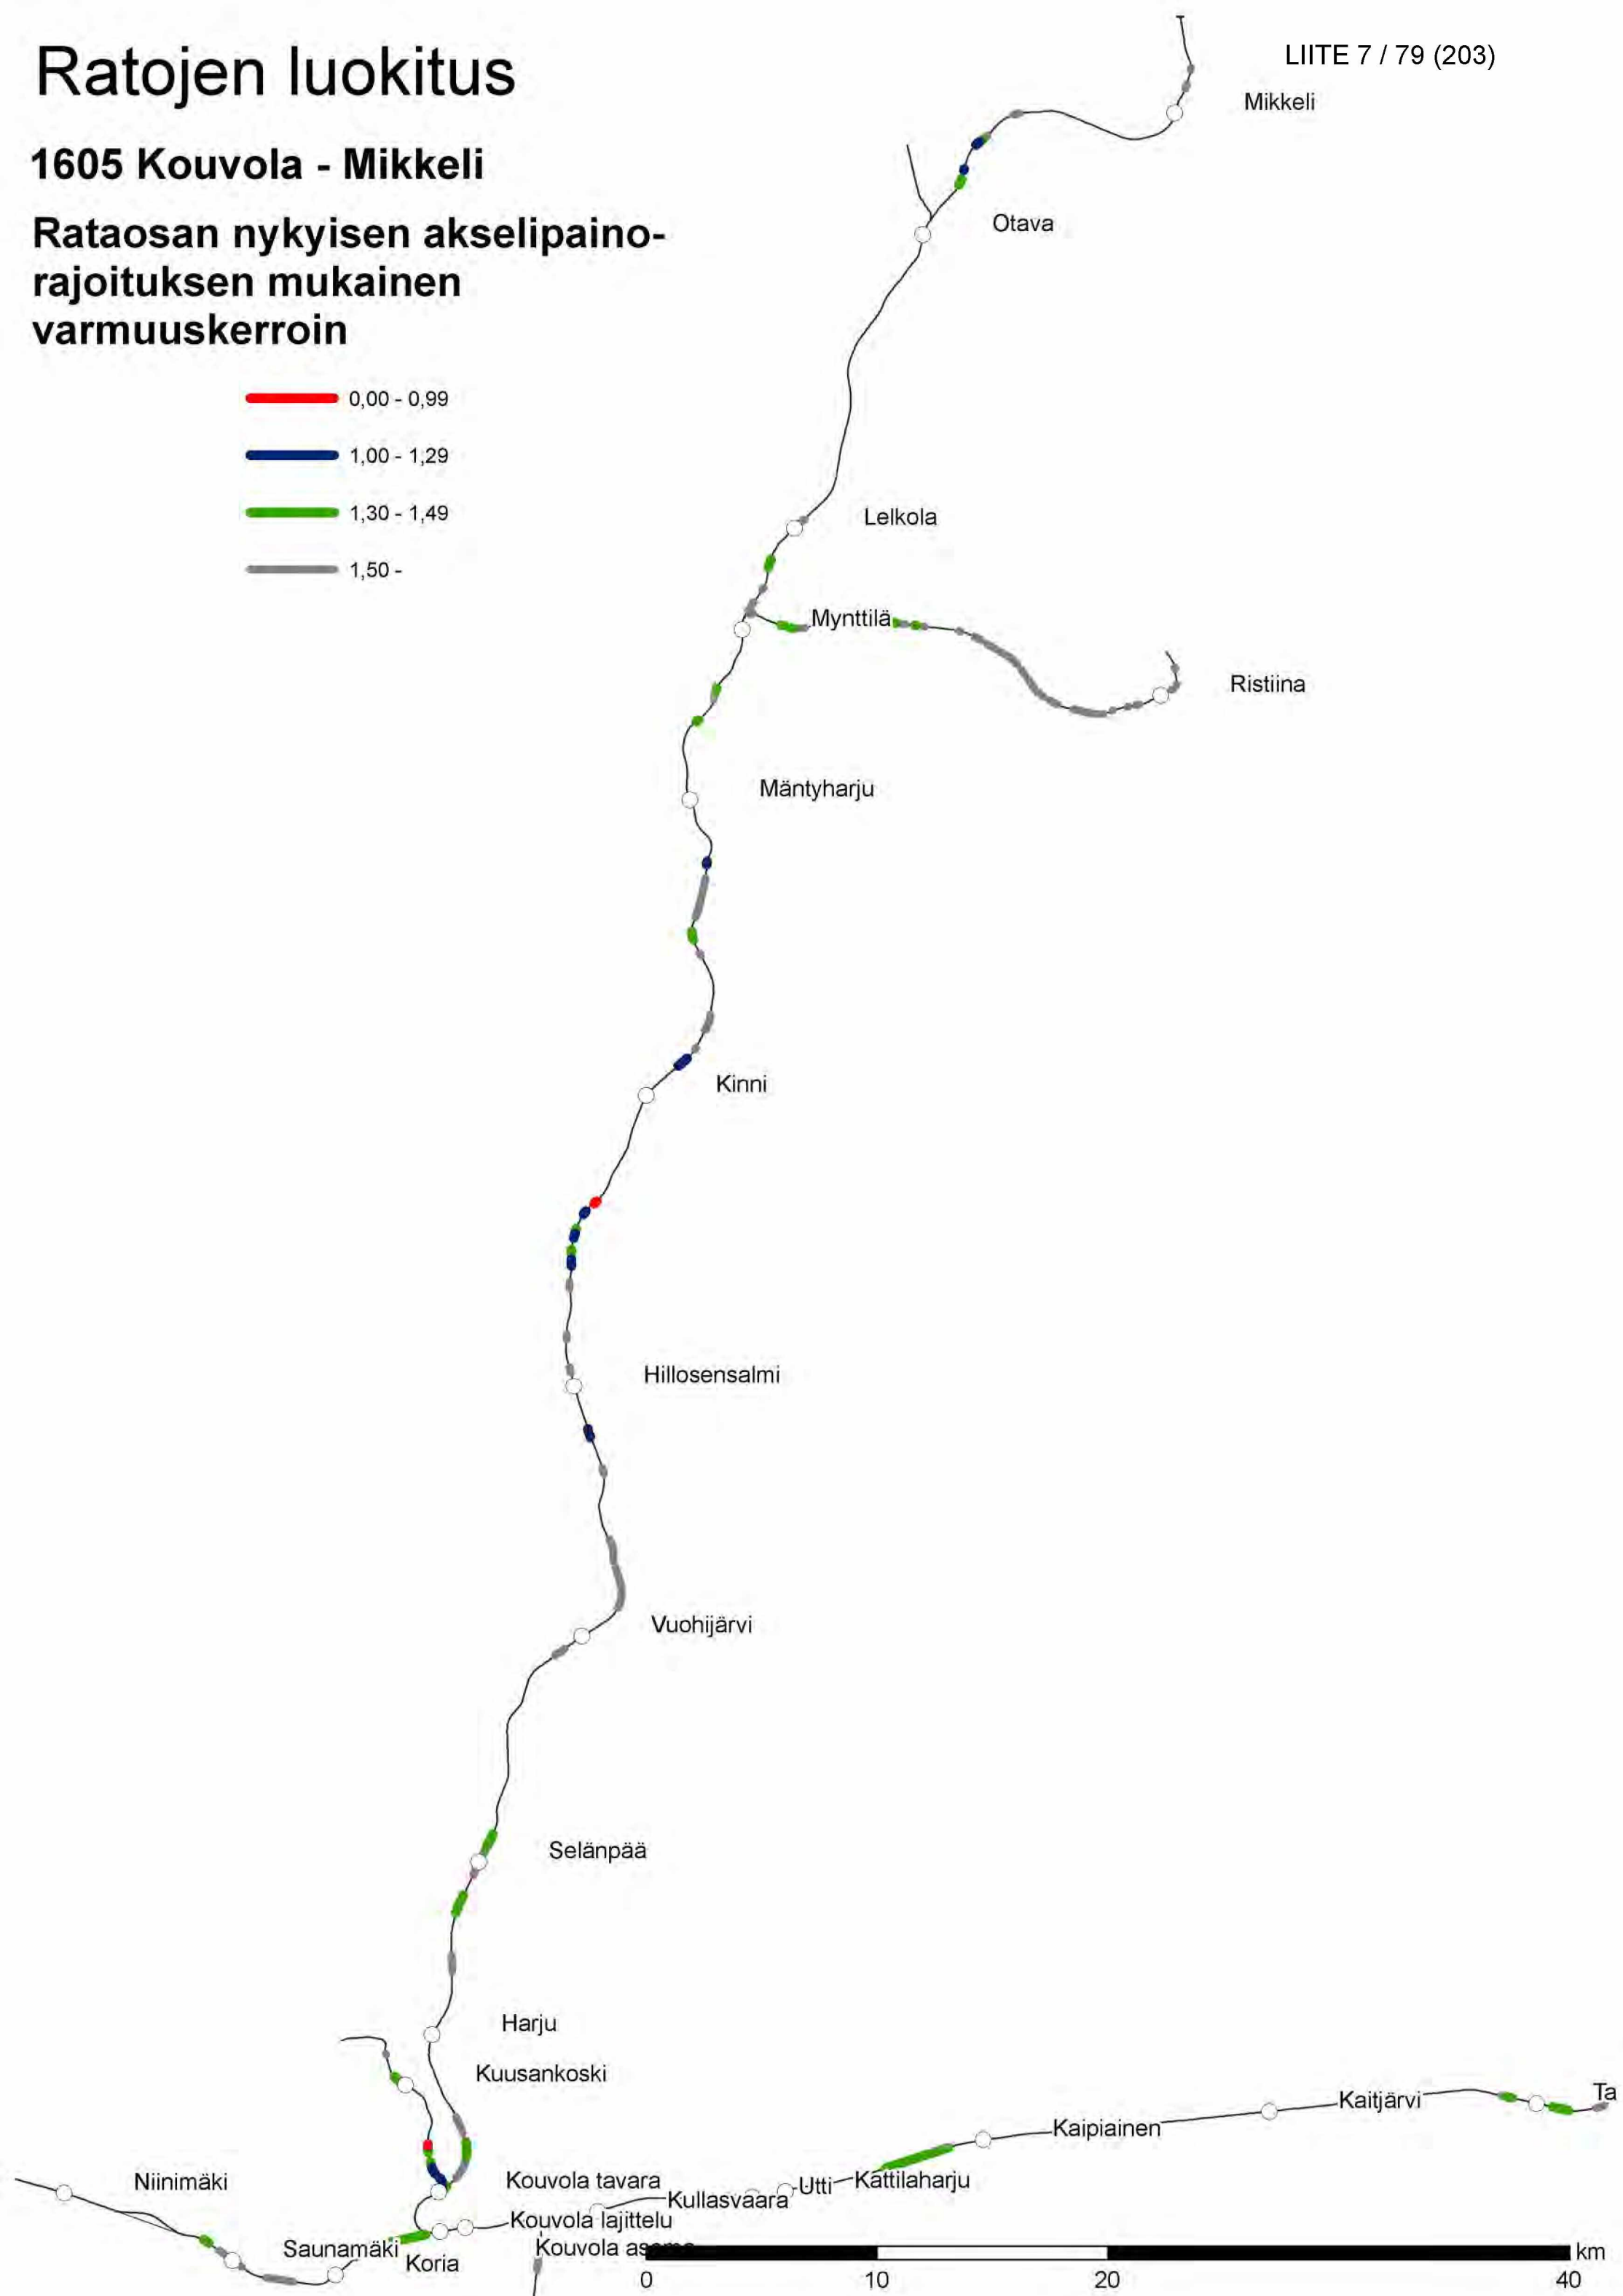 Ratojen luokitus
LIITE 7 / 79 (203)
1605 Kouvola - Mikkeli
Rataosan nykyisen akselipaino-
rajoituksen mukainen
varmuuskerroin
0,00 - 0,99
1,00 - 1,29
1,30 - 1,49
1,50 -
Mikkeli
Otava
Lelkola
Mynttilä
Ristiina
Mäntyharju
Kinni
Hillosensalmi
Vuohijärvi
Selänpää
Harju
Kuusankoski
Ta
Kaitjärvi
Kaipiainen
Niinimäki
Kouvola tavara
Utti
Kattilaharju
Kullasvaara
Kouvola lajittelu
Saunamäki
Kouvola asema
Koria
km
0 10 20 40